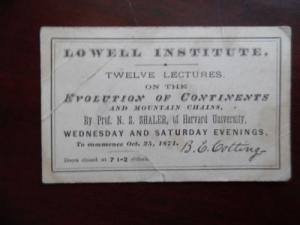 LOWELL INSTITUTE.
TWELVE LECTURES
ON THE
EVOLUTION OF CONTINENTS
AND MOUNTAIN CHAINS,
By Prof. N. S. SHALER, of Harvard University,
WEDNESDAY AND SATURDAY EVENINGS,
To commence Oct. 25, 1871.
B. E. Cotting
Doors closed at 7 1-2 o'clock.